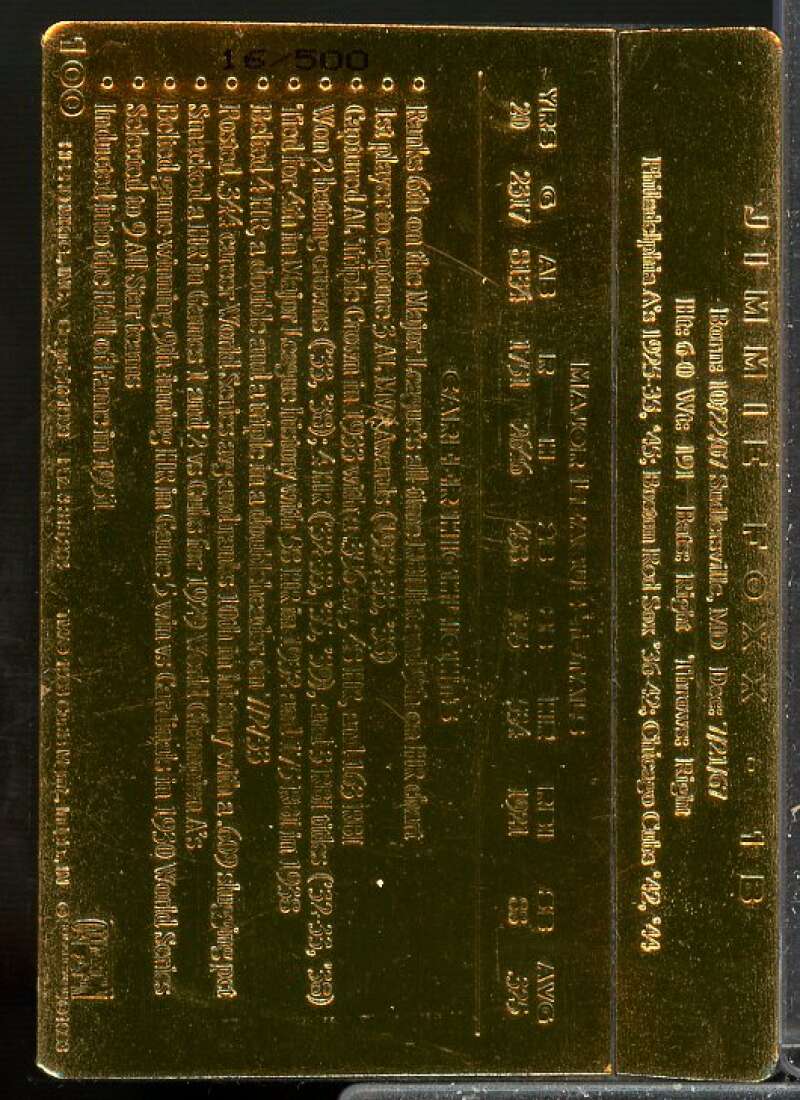 16/500
JIMMIE FOXX · 1B
Born: 10/22/07 Sudlersville, MD Died: 7/21/67
Ht: 6-0 Wt: 191 Bats: Right Throws: Right
Philadelphia A's 1925-35, '45; Boston Red Sox '36-42; Chicago Cubs '42, '44
MAJOR LEAGUE
YRS G AB R H 2B 3B HR RBI SB AVG
20 2317 8134 1751 2646 458 534 1921 88 .325
CAREER HIGHLIGHTS
• Ranks 6th on the Major League's all-time RBI list and on HR chart
• 1st player to capture 3 AL MVP Awards ('32-33, '38)
• Captured AL Triple Crown in 1933 with a .356, 48 HR, and 163 RBI
• Won 2 batting crowns ('33, '38); 4 HR ('32-33, '35, '39), and 3 RBI titles ('32-33, '38)
• Tied for 4th in Major League history with 58 HR in 1932 and 175 RBI in 1938
• Belted 4 HR, a double and a triple in a doubleheader on 7/2/33
• Posted .344 career World Series avg and ranks 10th in history with a .609 slugging pct
• Smacked a HR in Games 1 and 2 vs Cubs for 1929 World Champion A's
• Belted game-winning 9th-inning HR in Game 5 win vs Cardinals in 1930 World Series
• Selected to 9 All-Star teams
• Inducted into the Hall of Fame in 1951
100